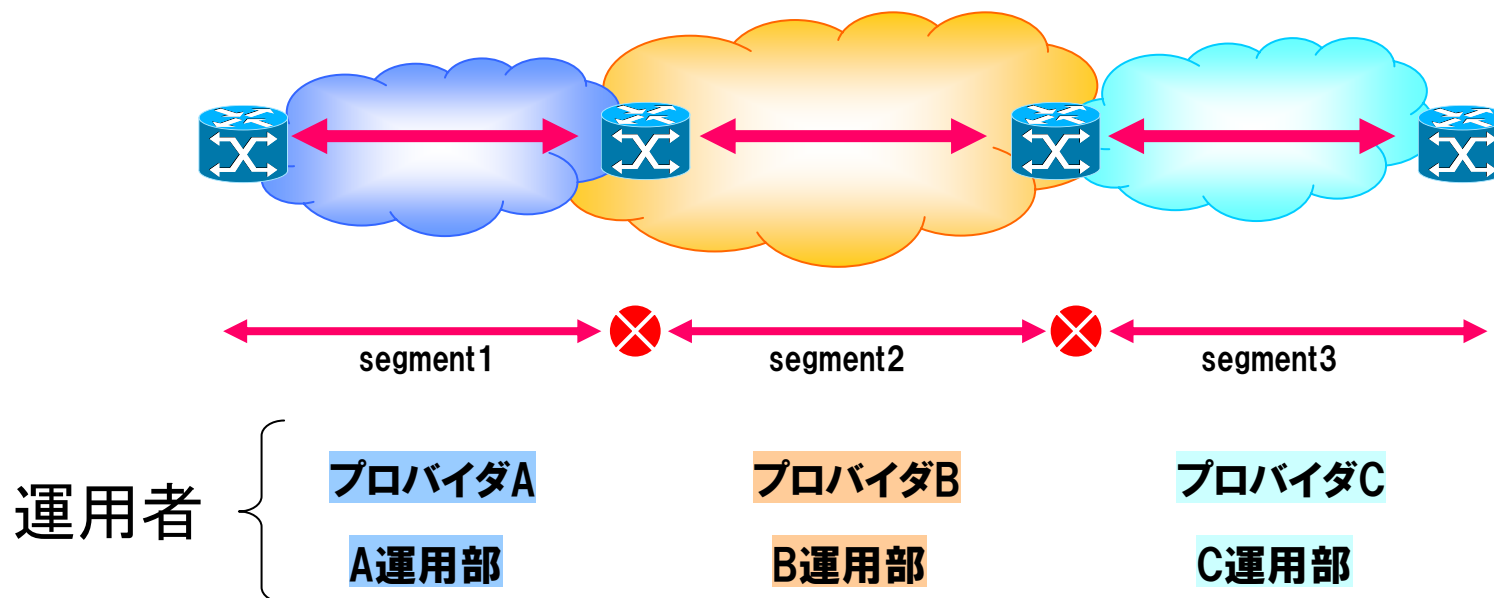 segment1
segment2
segment3
運用者
プロバイダA
プロバイダB
プロバイダC
A運用部
B運用部
C運用部